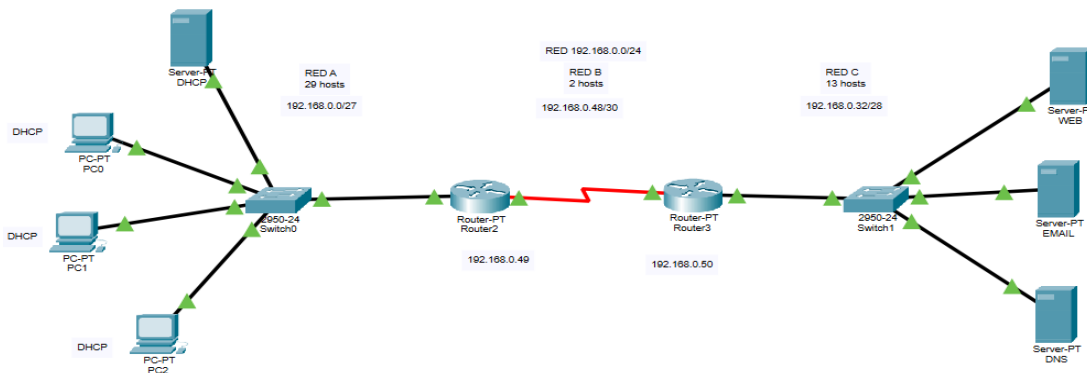 RED 192.168.0.0/24
RED A
29 hosts
192.168.0.0/27
RED B
2 hosts
192.168.0.48/30
RED C
13 hosts
192.168.0.32/28
Server-PT
DHCP
DHCP
PC-PT
PC0
DHCP
PC-PT
PC1
DHCP
PC-PT
PC2
2950-24
Switch0
Router-PT
Router2
192.168.0.49
Router-PT
Router3
192.168.0.50
2950-24
Switch1
Server-P
WEB
Server-PT
EMAIL
Server-PT
DNS